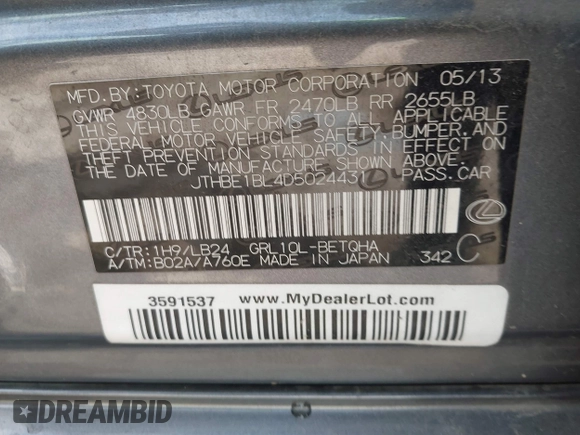 MFD.BY:TOYOTA MOTOR CORPORATION 05/13
GVWR 4830LB GAWR FR 2470LB RR 2655LB
THIS VEHICLE CONFORMS TO ALL APPLICABLE
FEDERAL MOTOR VEHICLE SAFETY,BUMPER,AND
THEFT PREVENTION STANDARDS IN EFFECT ON
THE DATE OF MANUFACTURE SHOWN ABOVE.
JTHBE1BL4D5024431 PASS.CAR
C/TR:1H9/LB24 GRL10L-BETQHA
A/TM:B02A/A760E MADE IN JAPAN 342 C
3591537 www.MyDealerLot.com
DREAMBID